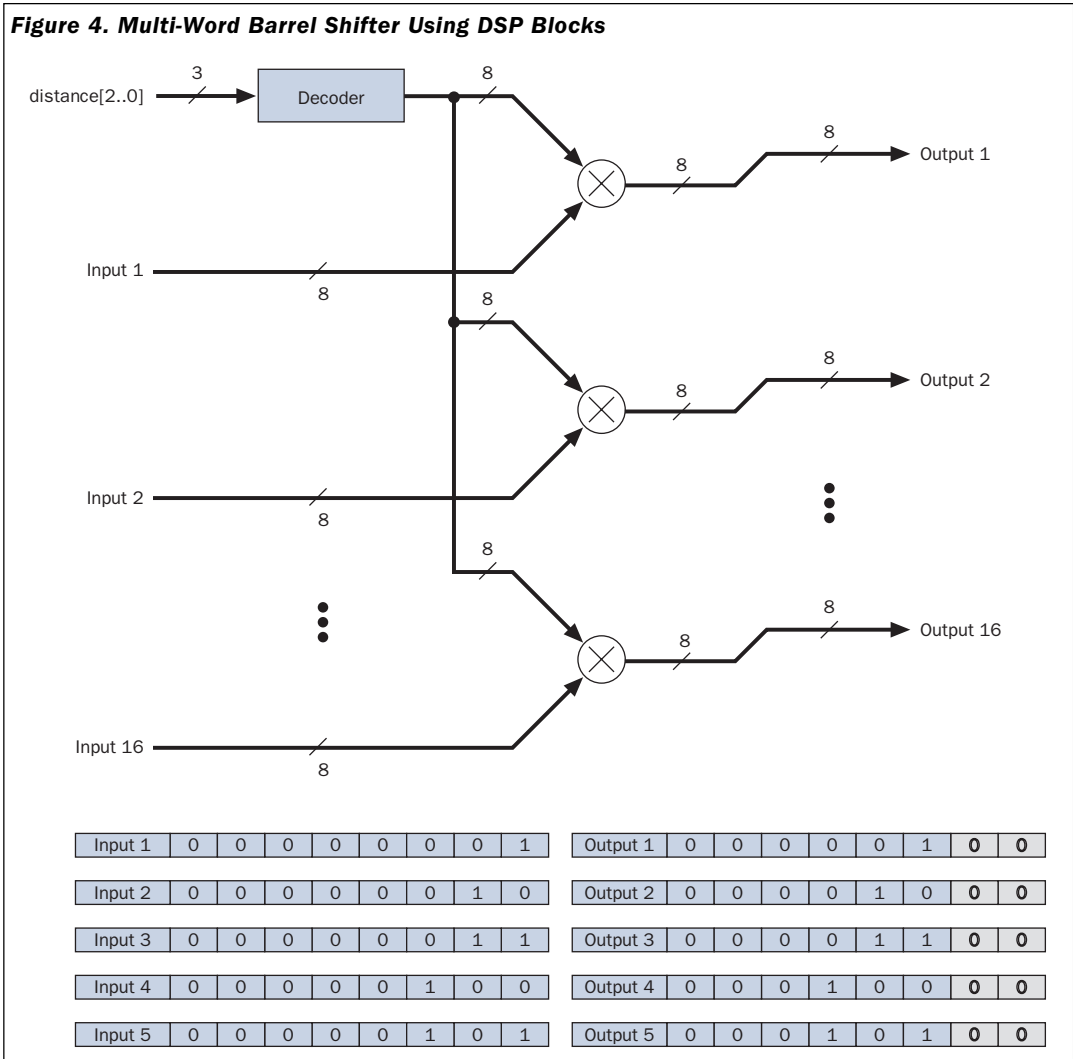 Figure 4. Multi-Word Barrel Shifter Using DSP Blocks
3
8
distance[2..0]
Decoder
8
8
Output 1
Input 1
8
8
8
8
Output 2
Input 2
8
8
8
8
Output 16
Input 16
8
Input 1 0 0 0 0 0 0 0 1
Output 1 0 0 0 0 0 1 0 0
Input 2 0 0 0 0 0 0 1 0
Output 2 0 0 0 0 1 0 0 0
Input 3 0 0 0 0 0 0 1 1
Output 3 0 0 0 0 1 1 0 0
Input 4 0 0 0 0 0 1 0 0
Output 4 0 0 0 1 0 0 0 0
Input 5 0 0 0 0 0 1 0 1
Output 5 0 0 0 1 0 1 0 0